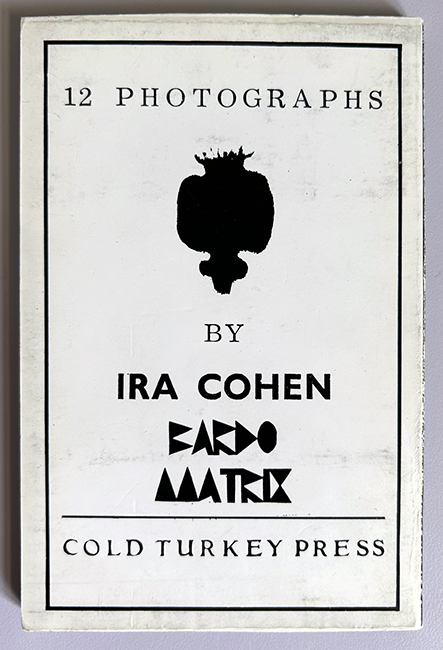 12 PHOTOGRAPHS
BY
IRA COHEN
BARDO
MATRIX
COLD TURKEY PRESS